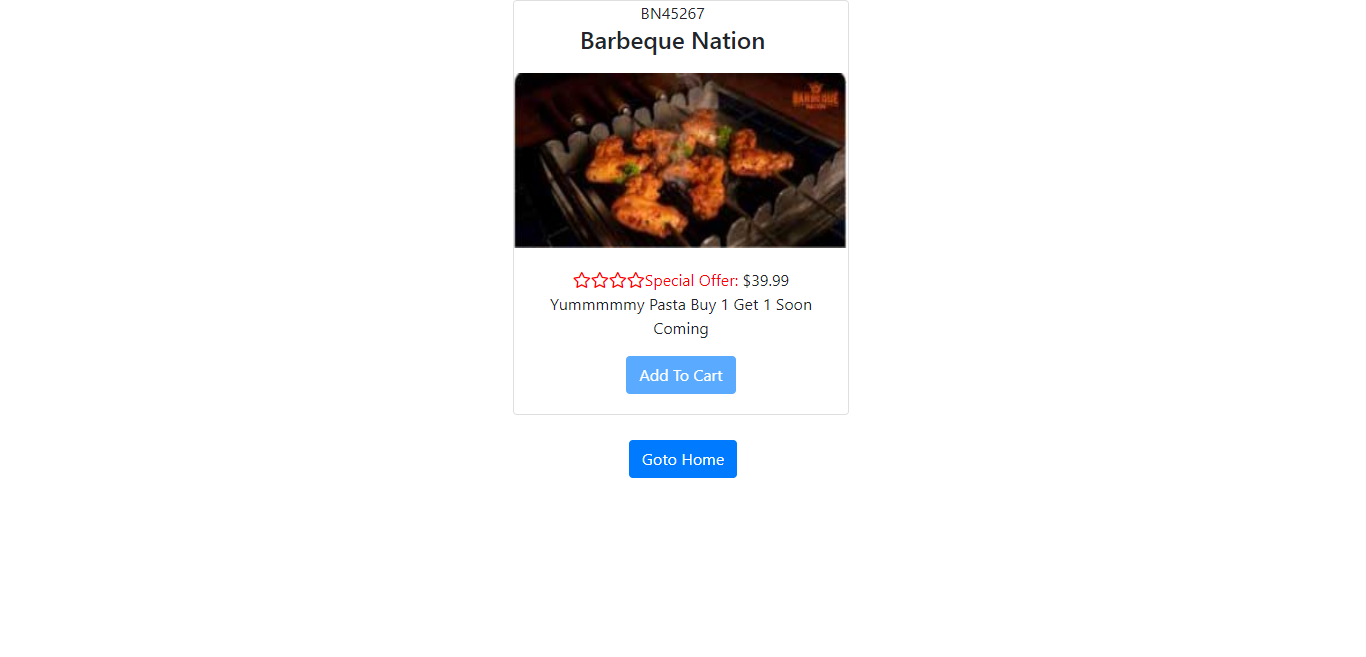 BN45267
Barbeque Nation
BARBEQUE
NATION
Special Offer: $39.99
Yummmmmy Pasta Buy 1 Get 1 Soon
Coming
Add To Cart
Goto Home